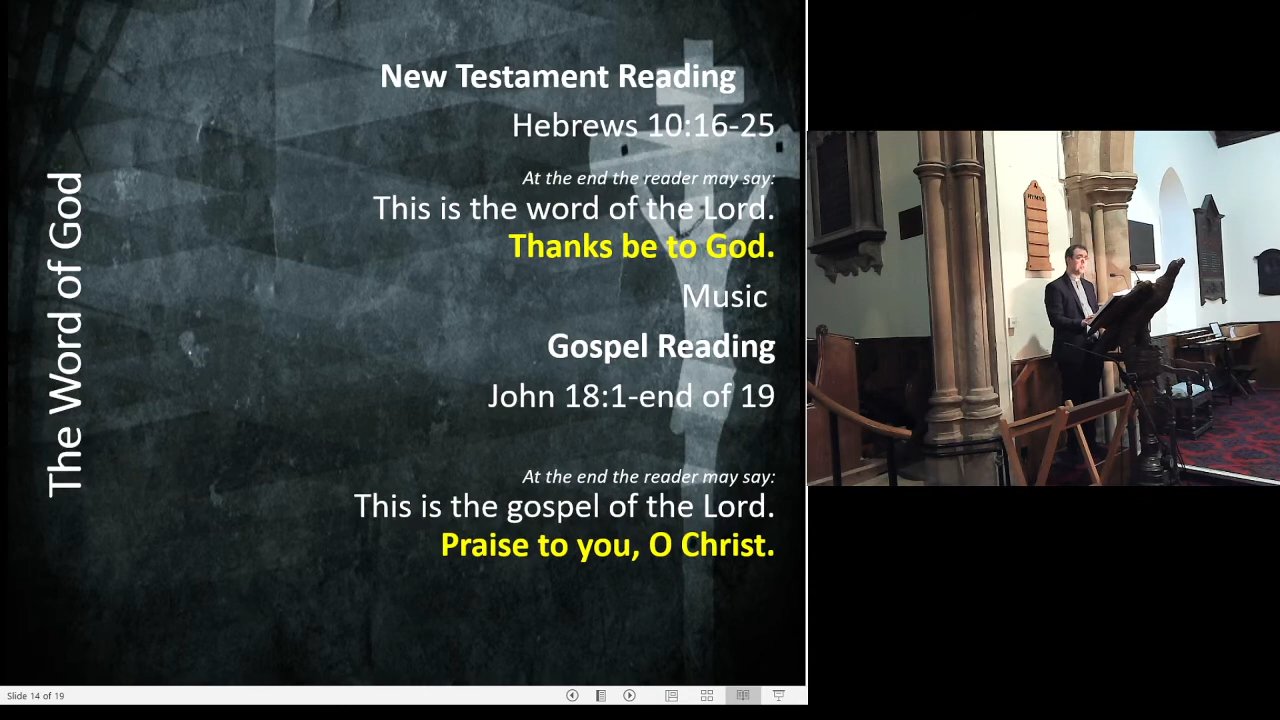 The Word of God
New Testament Reading
Hebrews 10:16-25
At the end the reader may say:
This is the word of the Lord.
Thanks be to God.
Music
Gospel Reading
John 18:1-end of 19
At the end the reader may say:
This is the gospel of the Lord.
Praise to you, O Christ.
Slide 14 of 19
HYMNS